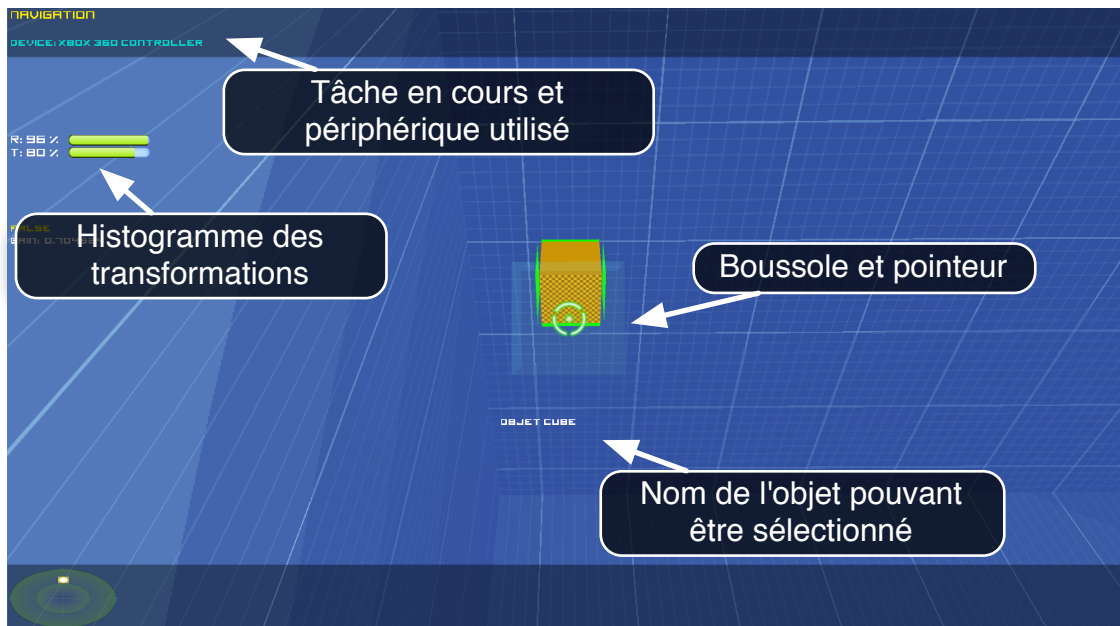 NAVIGATION
DEVICE: XBOX 360 CONTROLLER
Tâche en cours et
périphérique utilisé
R: 96 %
T: 80 %
FALSE
Histogramme des
transformations
Boussole et pointeur
OBJET CUBE
Nom de l'objet pouvant
être sélectionné